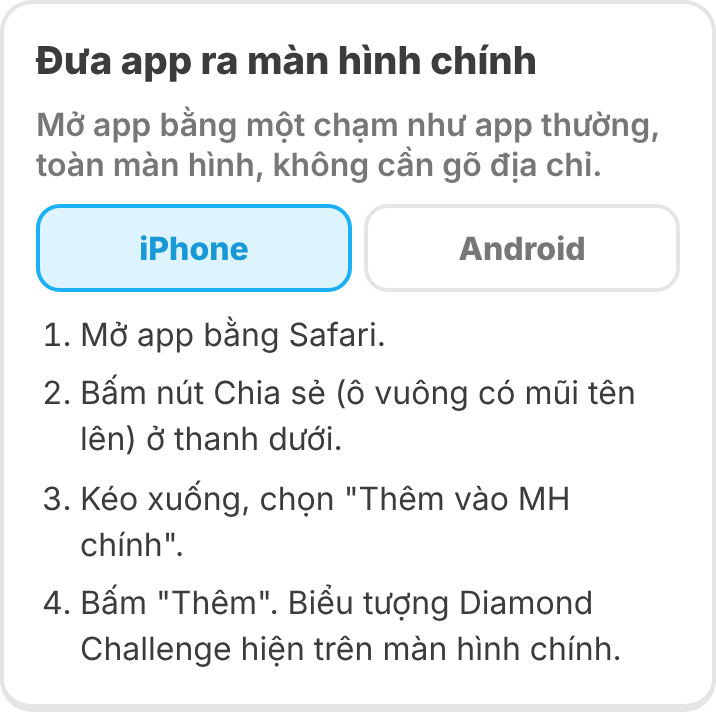 Đưa app ra màn hình chính
Mở app bằng một chạm như app thường,
toàn màn hình, không cần gõ địa chỉ.
iPhone
Android
1. Mở app bằng Safari.
2. Bấm nút Chia sẻ (ô vuông có mũi tên
lên) ở thanh dưới.
3. Kéo xuống, chọn "Thêm vào MH
chính".
4. Bấm "Thêm". Biểu tượng Diamond
Challenge hiện trên màn hình chính.